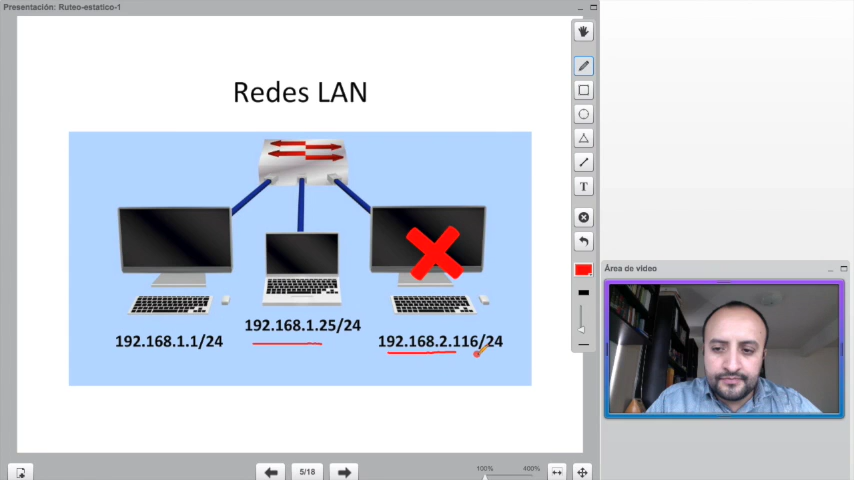 Presentación: Ruteo-estatico-1
Redes LAN
192.168.1.1/24
192.168.1.25/24
192.168.2.116/24
T
Área de video
5/18
100%
400%